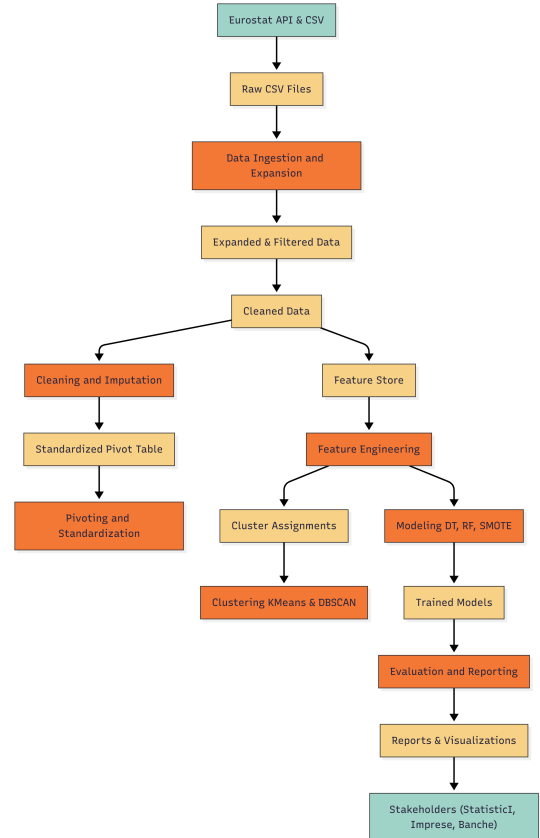 Eurostat API & CSV
Raw CSV Files
Data Ingestion and
Expansion
Expanded & Filtered Data
Cleaned Data
Cleaning and Imputation
Feature Store
Standardized Pivot Table
Feature Engineering
Pivoting and
Standardization
Cluster Assignments
Modeling DT, RF, SMOTE
Clustering KMeans & DBSCAN
Trained Models
Evaluation and Reporting
Reports & Visualizations
Stakeholders (StatisticI,
Imprese, Banche)